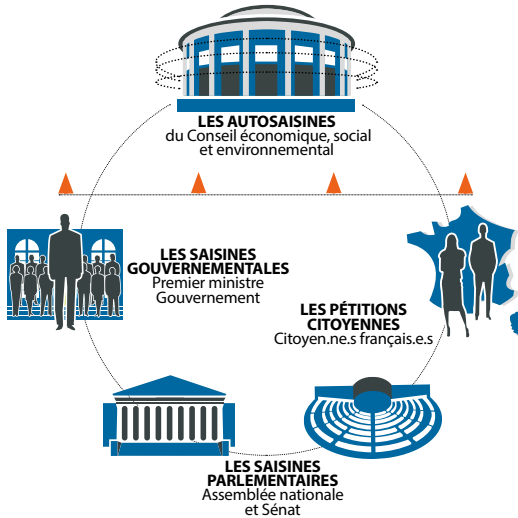 LES AUTOSAISINES
du Conseil économique, social
et environnemental
LES SAISINES
GOUVERNEMENTALES
Premier ministre
Gouvernement
LES PÉTITIONS
CITOYENNES
Citoyen.ne.s français.e.s
LES SAISINES
PARLEMENTAIRES
Assemblée nationale
et Sénat